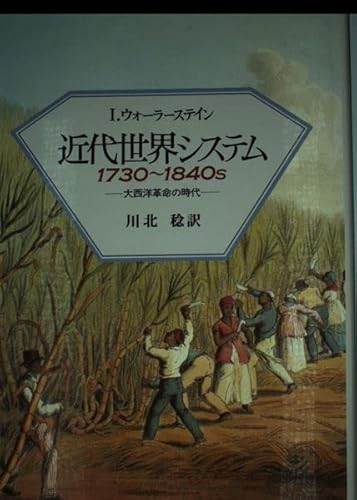 I.ウォーラーステイン
近代世界システム
1730〜1840s
──大西洋革命の時代──
川北 稔訳